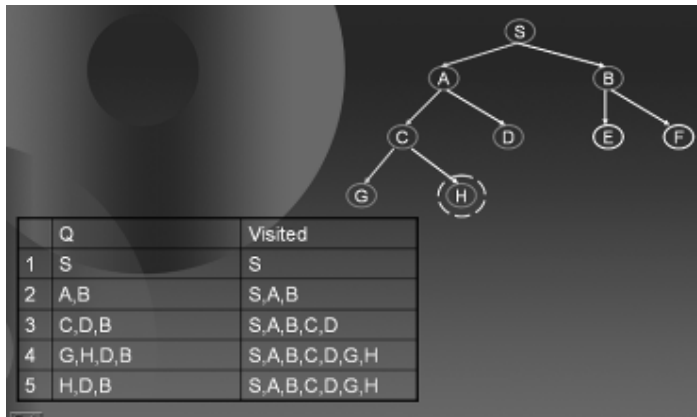 S
A B
C D E F
G H
Q Visited
1 S S
2 A,B S,A,B
3 C,D,B S,A,B,C,D
4 G,H,D,B S,A,B,C,D,G,H
5 H,D,B S,A,B,C,D,G,H